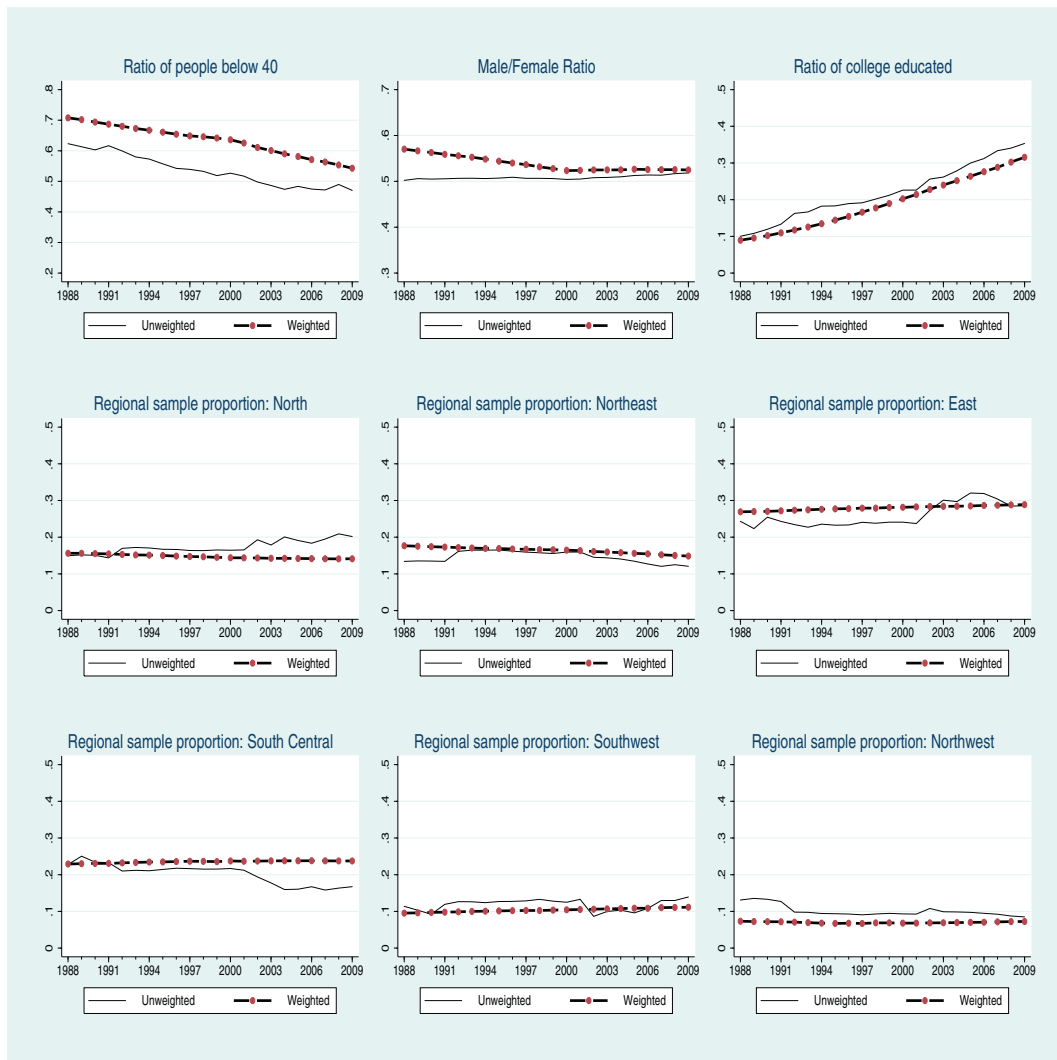 Ratio of people below 40
Male/Female Ratio
Ratio of college educated
.8
.7
.6
.5
.4
.3
.2
1988 1991 1994 1997 2000 2003 2006 2009
Unweighted Weighted
.7
.6
.5
.4
.3
1988 1991 1994 1997 2000 2003 2006 2009
Unweighted Weighted
.5
.4
.3
.2
.1
0
1988 1991 1994 1997 2000 2003 2006 2009
Unweighted Weighted
Regional sample proportion: North
Regional sample proportion: Northeast
Regional sample proportion: East
.5
.4
.3
.2
.1
0
1988 1991 1994 1997 2000 2003 2006 2009
Unweighted Weighted
.5
.4
.3
.2
.1
0
1988 1991 1994 1997 2000 2003 2006 2009
Unweighted Weighted
.5
.4
.3
.2
.1
0
1988 1991 1994 1997 2000 2003 2006 2009
Unweighted Weighted
Regional sample proportion: South Central
Regional sample proportion: Southwest
Regional sample proportion: Northwest
.5
.4
.3
.2
.1
0
1988 1991 1994 1997 2000 2003 2006 2009
Unweighted Weighted
.5
.4
.3
.2
.1
0
1988 1991 1994 1997 2000 2003 2006 2009
Unweighted Weighted
.5
.4
.3
.2
.1
0
1988 1991 1994 1997 2000 2003 2006 2009
Unweighted Weighted